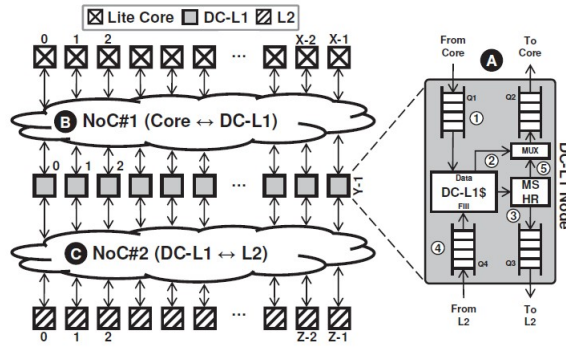 Lite Core DC-L1 L2
0 1 2 ... X-2 X-1
B NoC#1 (Core ↔ DC-L1)
0 1 2 ... Y-1
C NoC#2 (DC-L1 ↔ L2)
...
0 1 2 Z-2 Z-1
From Core
To Core
A
Q1
Q2
1
2
MUX
5
Data
DC-L1$
Fill
MS
HR
3
4
Q4
Q3
From L2
To L2
DC-L1 Node